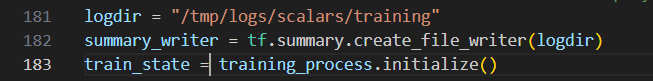 181 logdir = "/tmp/logs/scalars/training"
182 summary_writer = tf.summary.create_file_writer(logdir)
183 train_state = training_process.initialize()